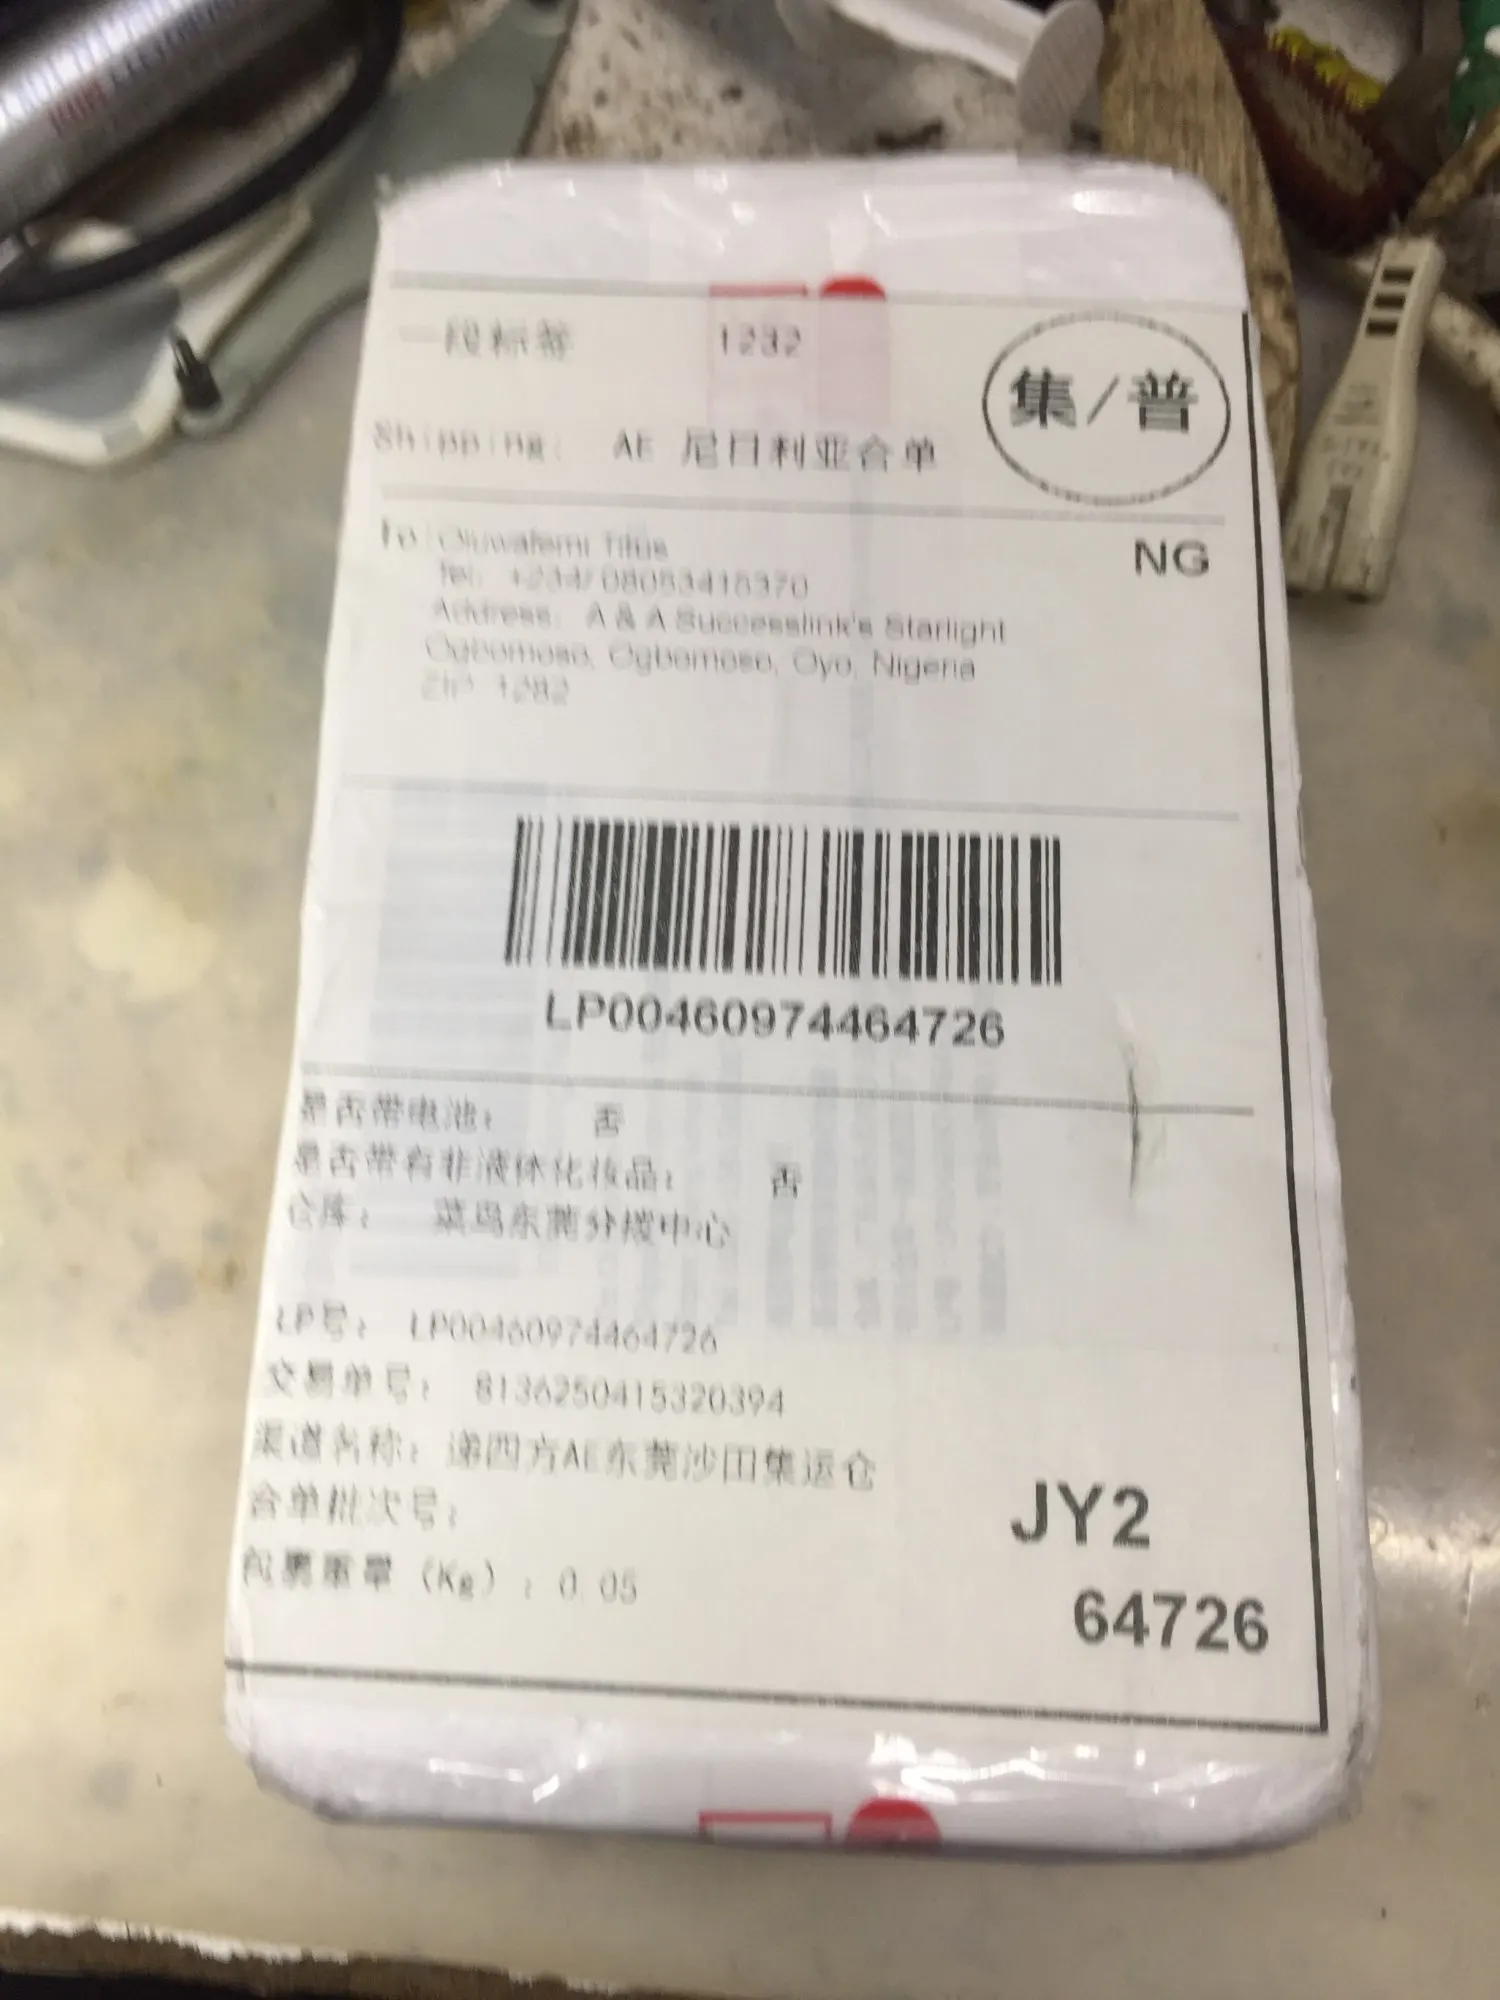 一段标签 1232
集/普
Shipping: AE 尼日利亚合单
To: Oluwafemi Titus
NG
Tel: +234/08053415370
Address: A & A Successlink's Starlight
Ogbomoso, Ogbomoso, Oyo, Nigeria
ZIP 1282
LP00460974464726
是否带电池: 否
是否带有非液体化妆品: 否
仓库: 菜鸟东莞分拨中心
LP号: LP00460974464726
交易单号: 8136250415320394
渠道名称: 递四方AE东莞沙田集运仓
合单批次号:
JY2
包裹重量 (Kg) : 0.05
64726